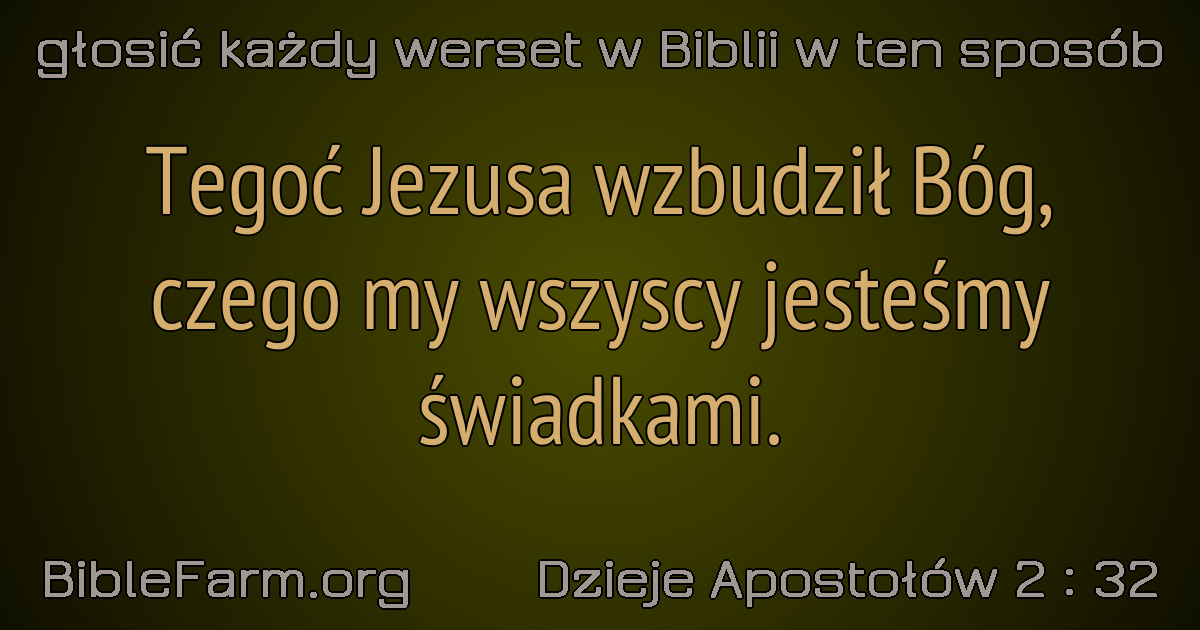 głosić każdy werset w Biblii w ten sposób
Tegoć Jezusa wzbudził Bóg,
czego my wszyscy jesteśmy
świadkami.
BibleFarm.org
Dzieje Apostołów 2 : 32